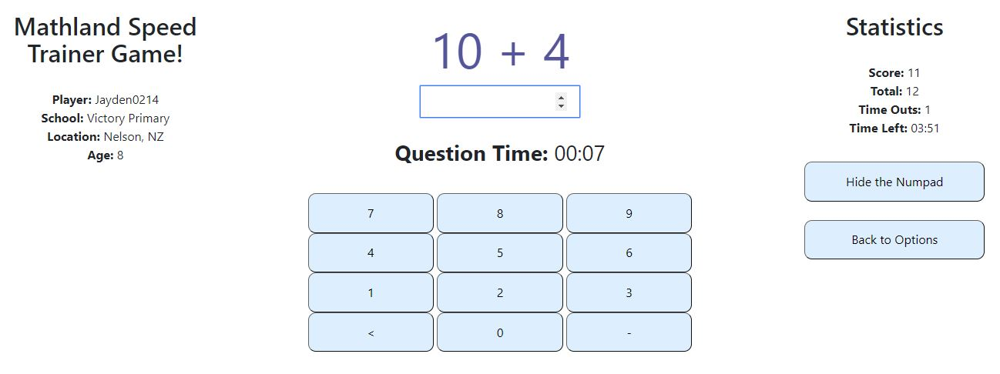 Mathland Speed
Trainer Game!
Player: Jayden0214
School: Victory Primary
Location: Nelson, NZ
Age: 8
10 + 4
Question Time: 00:07
7 8 9
4 5 6
1 2 3
< 0 -
Statistics
Score: 11
Total: 12
Time Outs: 1
Time Left: 03:51
Hide the Numpad
Back to Options